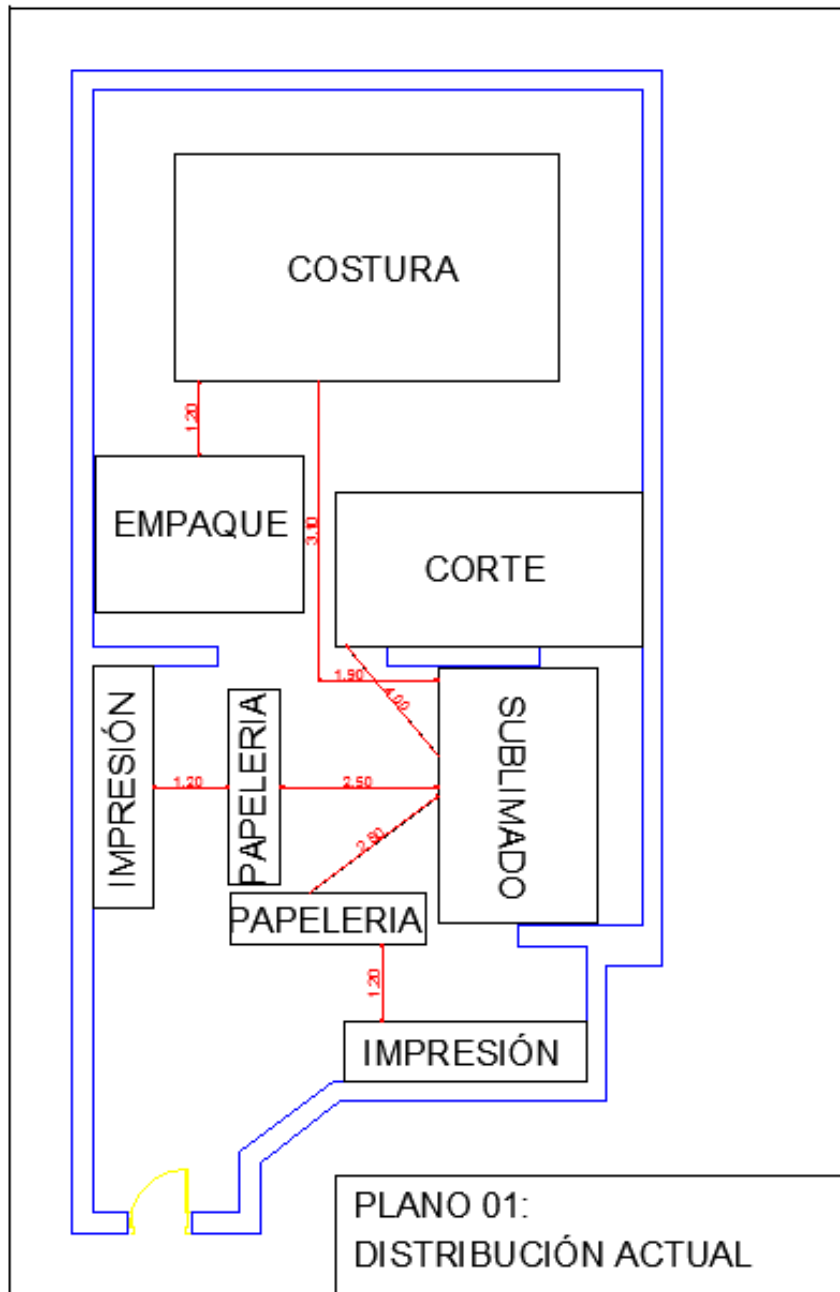 COSTURA
1.20
EMPAQUE
3.10
CORTE
1.90
4.00
SUBLIMADO
IMPRESIÓN
1.20
PAPELERIA
2.50
2.50
PAPELERIA
1.20
IMPRESIÓN
PLANO 01:
DISTRIBUCIÓN ACTUAL